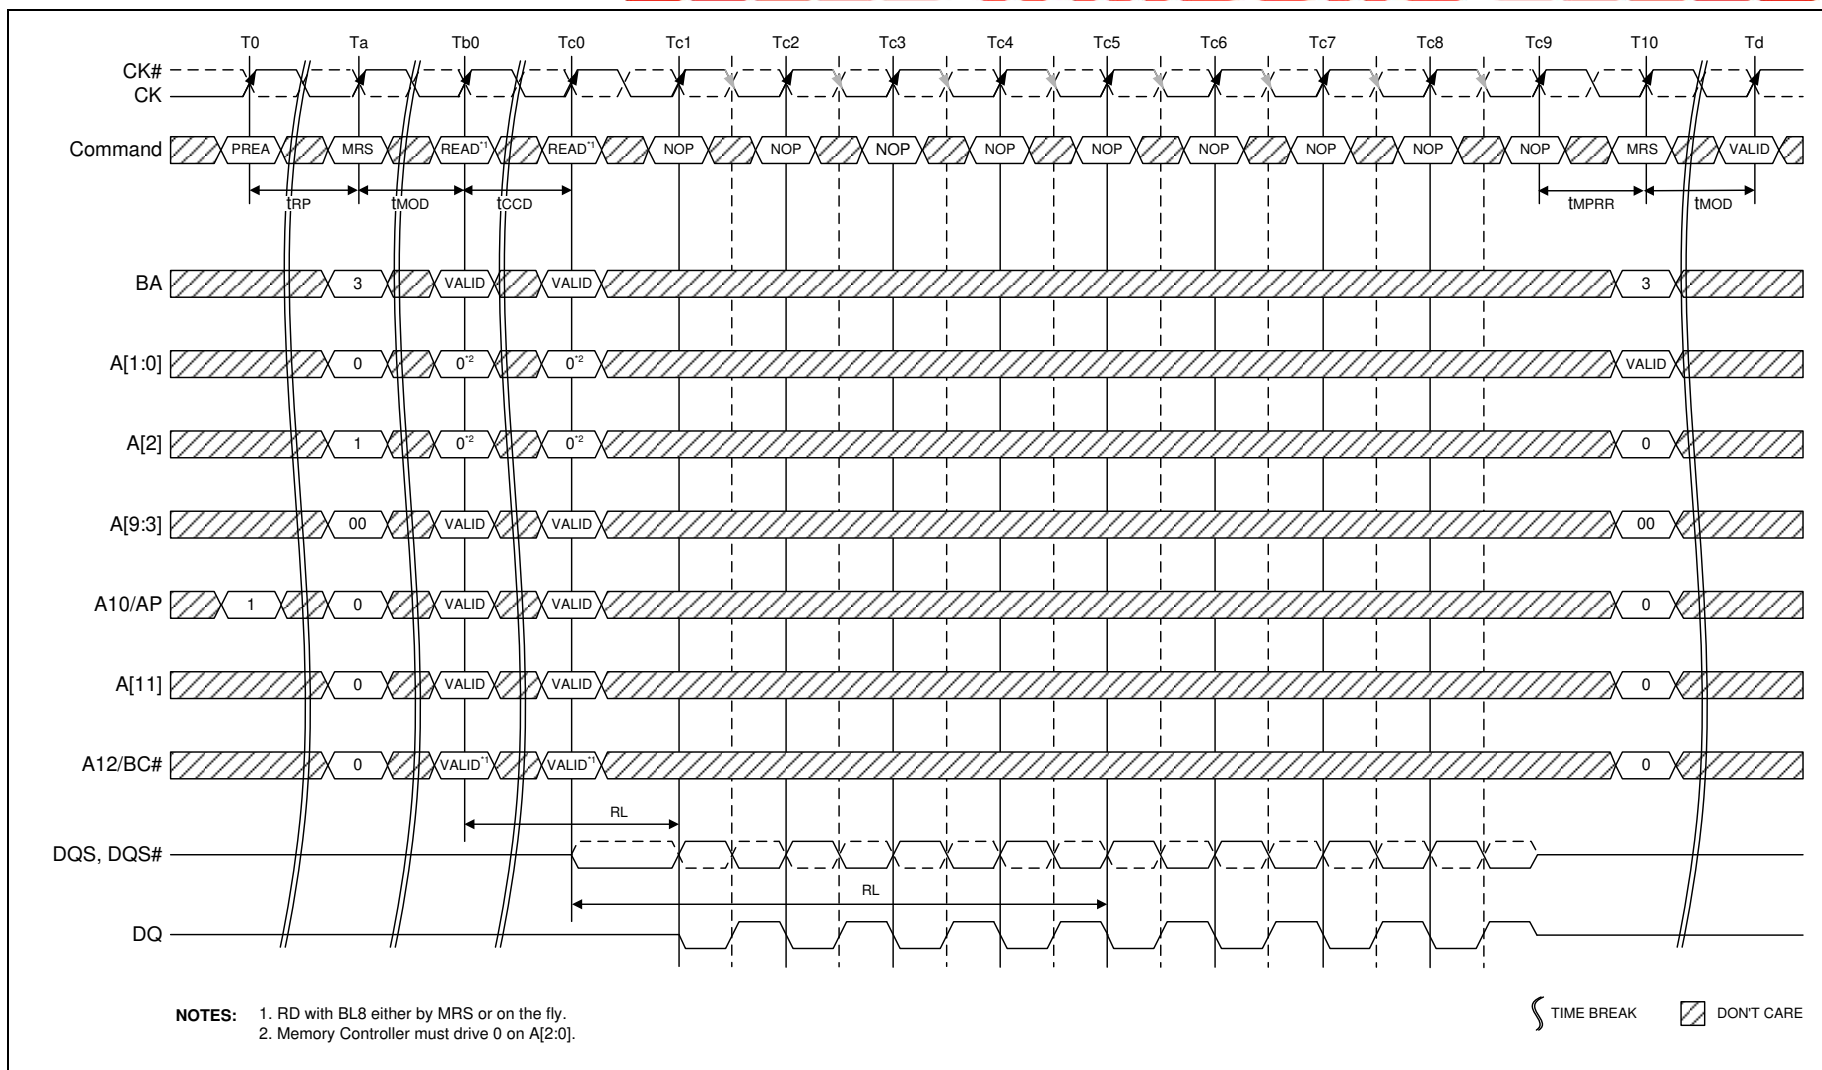 T0 Ta Tb0 Tc0 Tc1 Tc2 Tc3 Tc4 Tc5 Tc6 Tc7 Tc8 Tc9 T10 Td
CK#
CK
Command PREA MRS READ*1 READ*1 NOP NOP NOP NOP NOP NOP NOP NOP NOP MRS VALID
tRP tMOD tCCD tMPRR tMOD
BA 3 VALID VALID 3
A[1:0] 0 0*2 0*2 VALID
A[2] 1 0*2 0*2 0
A[9:3] 00 VALID VALID 00
A10/AP 1 0 VALID VALID 0
A[11] 0 VALID VALID 0
A12/BC# 0 VALID*1 VALID*1 0
RL
DQS, DQS#
RL
DQ
NOTES: 1. RD with BL8 either by MRS or on the fly.
2. Memory Controller must drive 0 on A[2:0].
TIME BREAK DON'T CARE